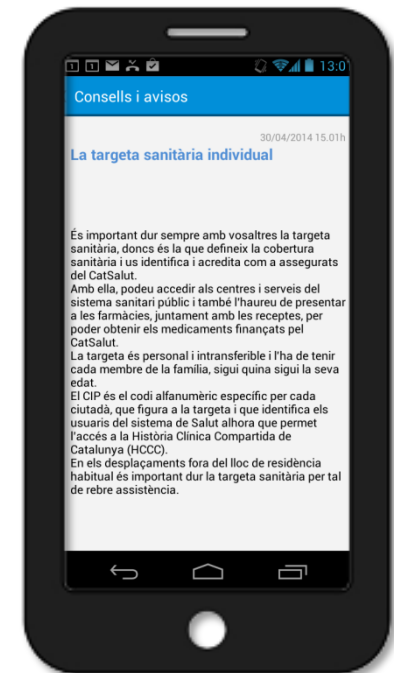 1 1 13:0
Consells i avisos
30/04/2014 15.01h
La targeta sanitària individual
És important dur sempre amb vosaltres la targeta
sanitària, doncs és la que defineix la cobertura
sanitària i us identifica i acredita com a assegurats
del CatSalut.
Amb ella, podeu accedir als centres i serveis del
sistema sanitari públic i també l'haureu de presentar
a les farmàcies, juntament amb les receptes, per
poder obtenir els medicaments finançats pel
CatSalut.
La targeta és personal i intransferible i l'ha de tenir
cada membre de la família, sigui quina sigui la seva
edat.
El CIP és el codi alfanumèric específic per cada
ciutadà, que figura a la targeta i que identifica els
usuaris del sistema de Salut alhora que permet
l'accés a la Història Clínica Compartida de
Catalunya (HCCC).
En els desplaçaments fora del lloc de residència
habitual és important dur la targeta sanitària per tal
de rebre assistència.